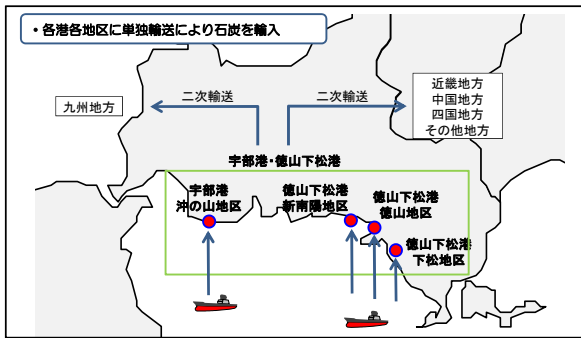 ・各港各地区に単独輸送により石炭を輸入
九州地方
二次輸送
二次輸送
近畿地方
中国地方
四国地方
その他地方
宇部港・徳山下松港
宇部港
沖の山地区
徳山下松港
新南陽地区
徳山下松港
徳山地区
徳山下松港
下松地区